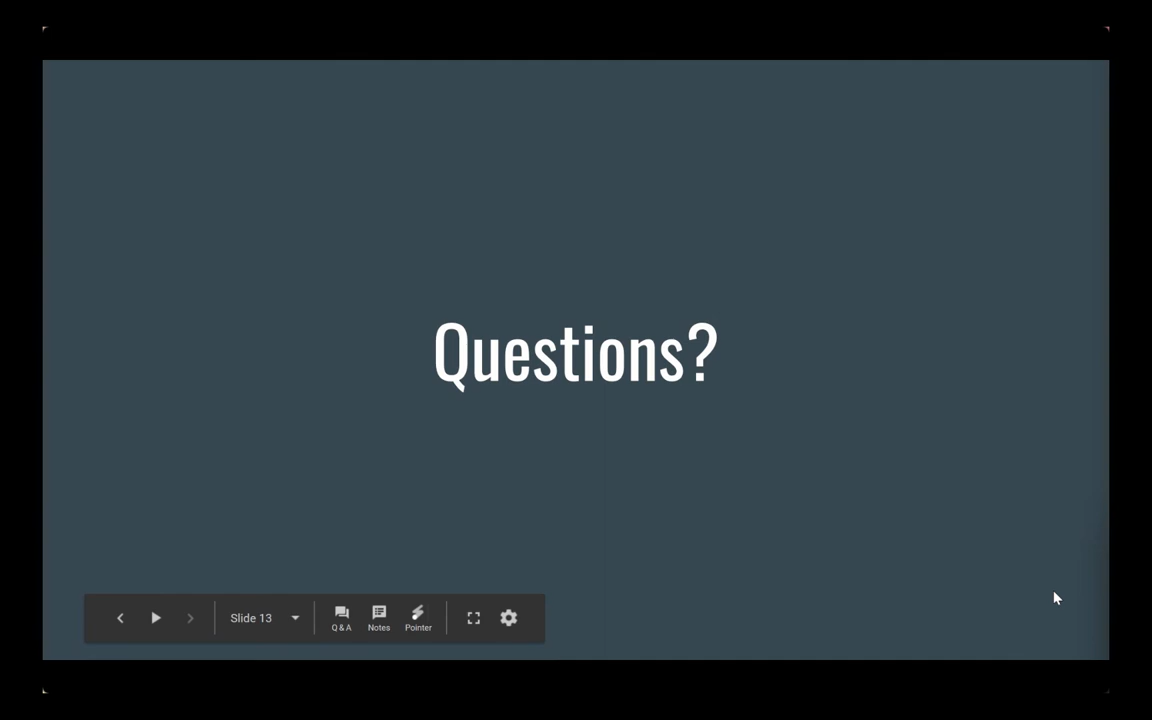 Questions?
Slide 13
Q & A
Notes
Pointer